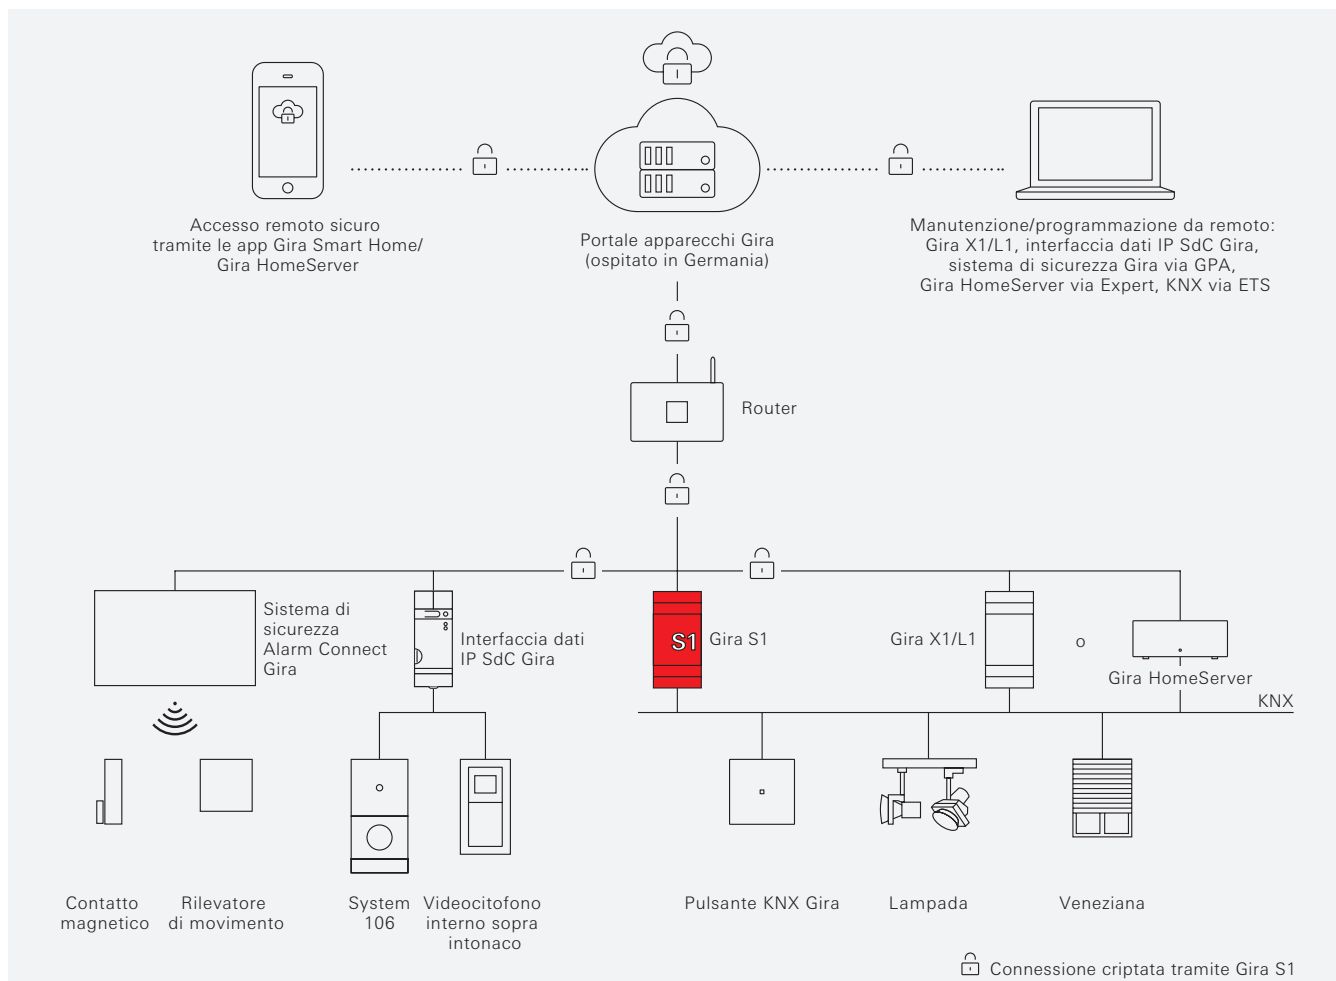 Accesso remoto sicuro
tramite le app Gira Smart Home/
Gira HomeServer
Portale apparecchi Gira
(ospitato in Germania)
Manutenzione/programmazione da remoto:
Gira X1/L1, interfaccia dati IP SdC Gira,
sistema di sicurezza Gira via GPA,
Gira HomeServer via Expert, KNX via ETS
Router
Sistema di
sicurezza
Alarm Connect
Gira
Interfaccia dati
IP SdC Gira
S1
Gira S1
Gira X1/L1
o
Gira HomeServer
KNX
Contatto
magnetico
Rilevatore
di movimento
System
106
Videocitofono
interno sopra
intonaco
Pulsante KNX Gira
Lampada
Veneziana
Connessione criptata tramite Gira S1